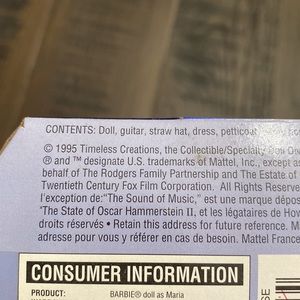 CONTENTS: Doll, guitar, straw hat, dress, petticoat
© 1995 Timeless Creations, the Collectible/Specialty Doll Div
® and ™ designate U.S. trademarks of Mattel, Inc., except as
behalf of The Rodgers Family Partnership and The Estate of
Twentieth Century Fox Film Corporation. All Rights Reserve
l'exception de:"The Sound of Music," est une marque dépos
'The State of Oscar Hammerstein II, et les légataires de How
droits réservés • Retain this address for future reference. M
adresse pour vous y référer en cas de besoin. Mattel France
CONSUMER INFORMATION
PRODUCT: BARBIE® doll as Maria